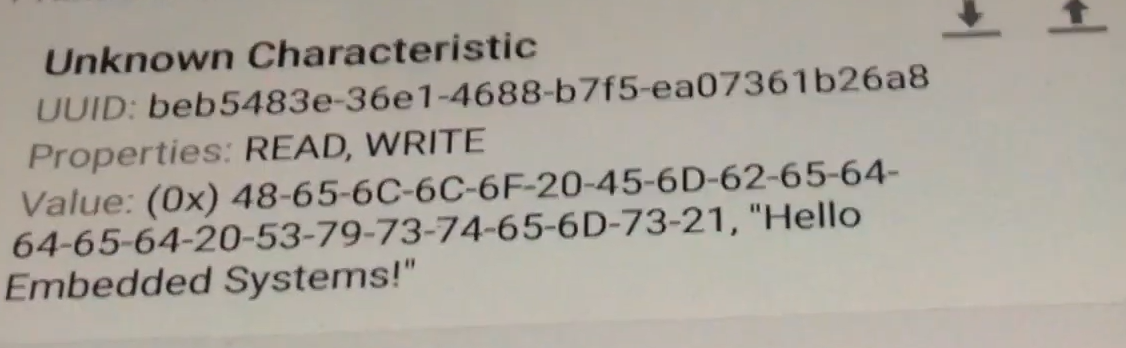 Unknown Characteristic
UUID: beb5483e-36e1-4688-b7f5-ea07361b26a8
Properties: READ, WRITE
Value: (0x) 48-65-6C-6C-6F-20-45-6D-62-65-64-
64-65-64-20-53-79-73-74-65-6D-73-21, "Hello
Embedded Systems!"